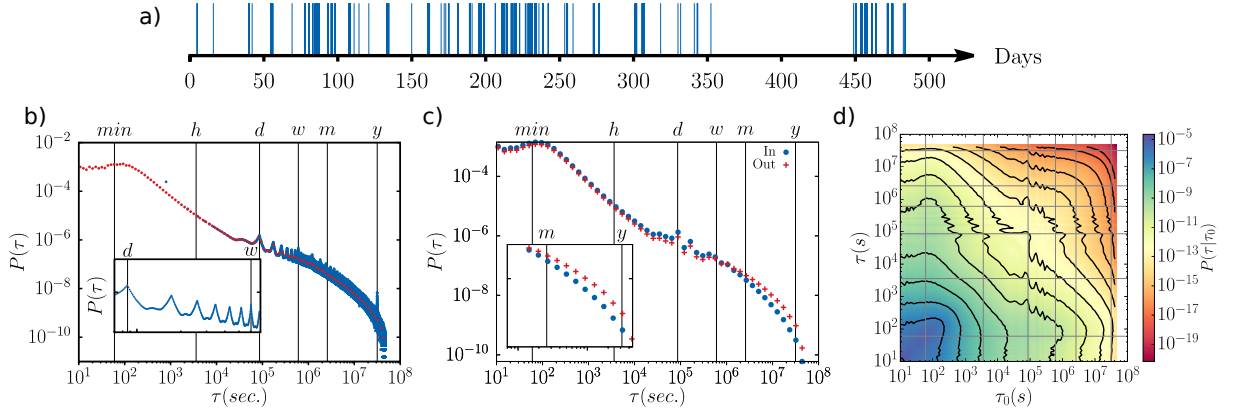 a)
0 50 100 150 200 250 300 350 400 450 500 Days
b)
min h d w m y
10^-2
10^-4
10^-6
10^-8
10^-10
P(τ)
d w
P(τ)
10^1 10^2 10^3 10^4 10^5 10^6 10^7 10^8
τ(sec.)
c)
min h d w m y
In
Out
10^-4
10^-6
10^-8
10^-10
P(τ)
m y
10^1 10^2 10^3 10^4 10^5 10^6 10^7 10^8
τ(sec.)
d)
10^8
10^7
10^6
10^5
10^4
10^3
10^2
10^1
τ(s)
10^1 10^2 10^3 10^4 10^5 10^6 10^7 10^8
τ₀(s)
10^-5
10^-7
10^-9
10^-11
10^-13
10^-15
10^-17
10^-19
P(τ|τ₀)